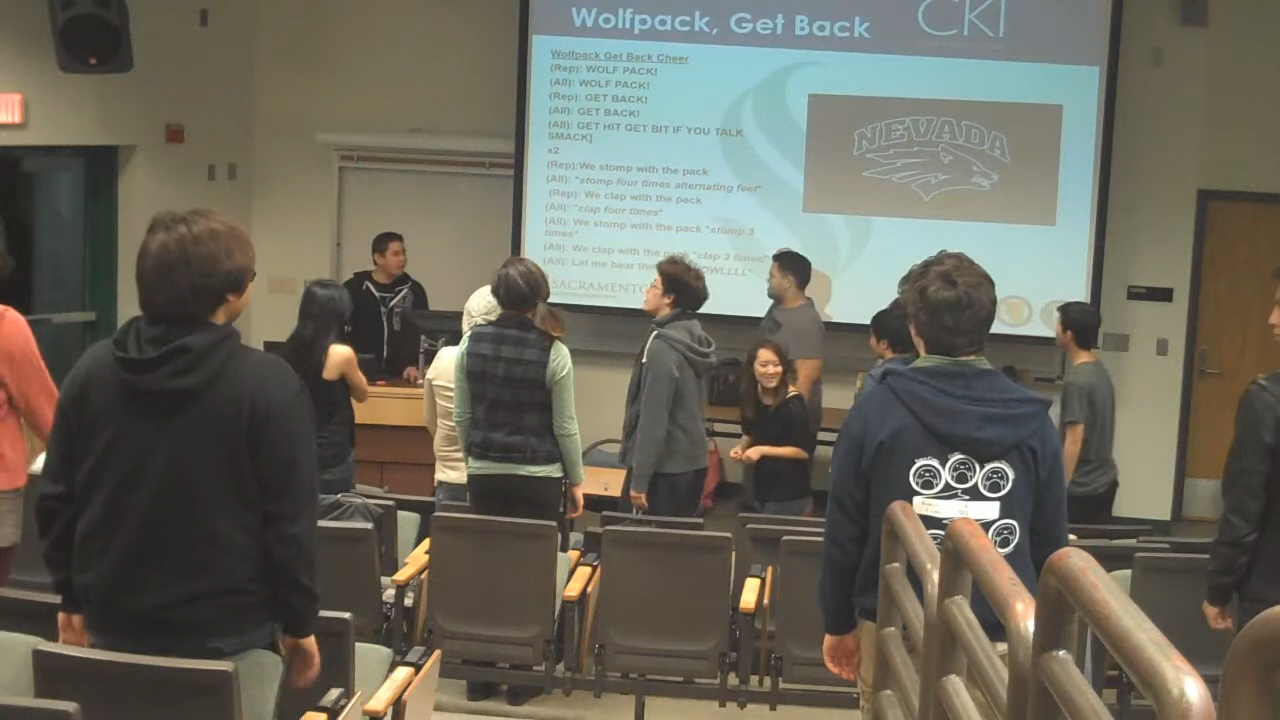 Wolfpack, Get Back
CKI
Wolfpack Get Back Cheer
(Rep): WOLF PACK!
(All): WOLF PACK!
(Rep): GET BACK!
(All): GET BACK!
(All): GET HIT GET BIT IF YOU TALK
SMACK]
x2
(Rep):We stomp with the pack
(All): *stomp four times alternating feet*
(Rep): We clap with the pack
(All): *clap four times*
(All): We stomp with the pack *stomp 3
times*
(All): We clap with the pack *clap 3 times*
(All): Let me hear the
NEVADA
SACRAMENTO